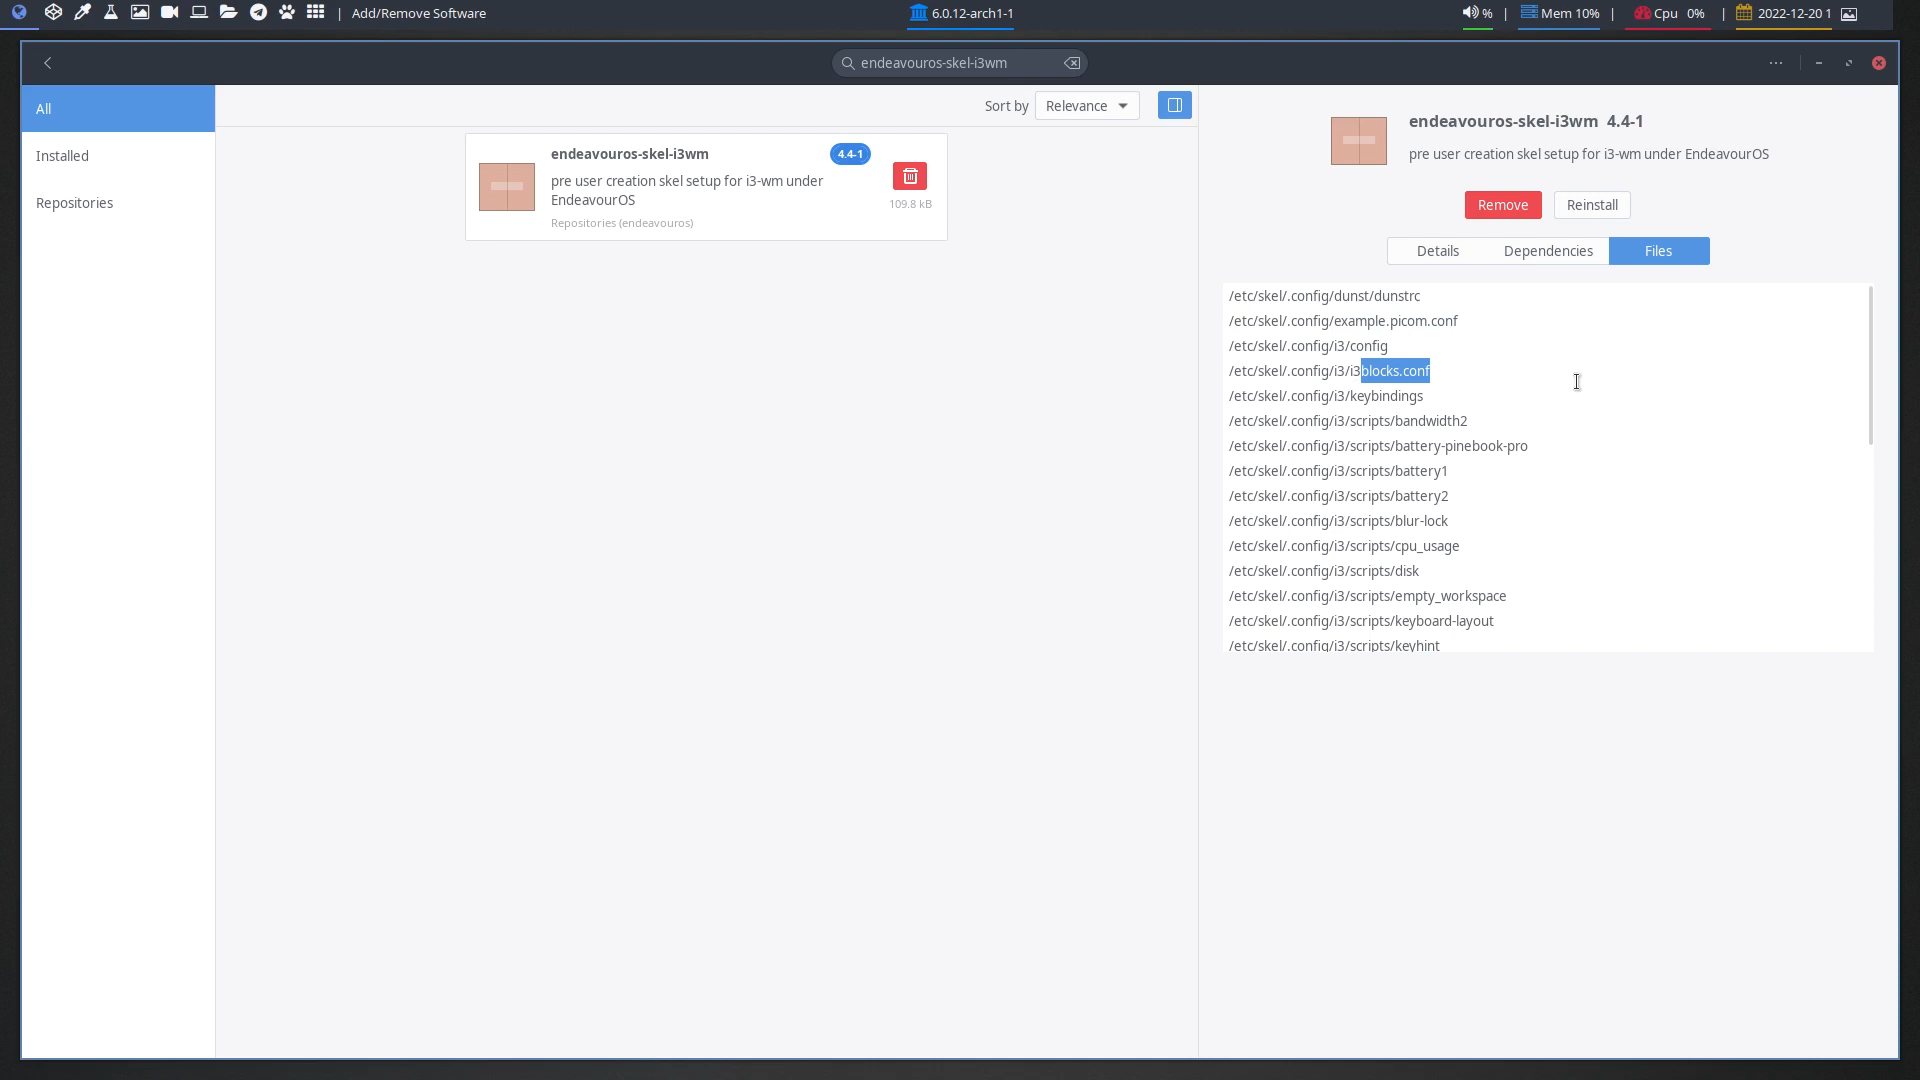 | Add/Remove Software
6.0.12-arch1-1
% | Mem 10% | Cpu 0% | 2022-12-20 1
endeavouros-skel-i3wm
All
Installed
Repositories
Sort by Relevance
endeavouros-skel-i3wm 4.4-1
pre user creation skel setup for i3-wm under
EndeavourOS
109.8 kB
Repositories (endeavouros)
endeavouros-skel-i3wm 4.4-1
pre user creation skel setup for i3-wm under EndeavourOS
Remove Reinstall
Details Dependencies Files
/etc/skel/.config/dunst/dunstrc
/etc/skel/.config/example.picom.conf
/etc/skel/.config/i3/config
/etc/skel/.config/i3/i3blocks.conf
/etc/skel/.config/i3/keybindings
/etc/skel/.config/i3/scripts/bandwidth2
/etc/skel/.config/i3/scripts/battery-pinebook-pro
/etc/skel/.config/i3/scripts/battery1
/etc/skel/.config/i3/scripts/battery2
/etc/skel/.config/i3/scripts/blur-lock
/etc/skel/.config/i3/scripts/cpu_usage
/etc/skel/.config/i3/scripts/disk
/etc/skel/.config/i3/scripts/empty_workspace
/etc/skel/.config/i3/scripts/keyboard-layout
/etc/skel/.config/i3/scripts/keyhint